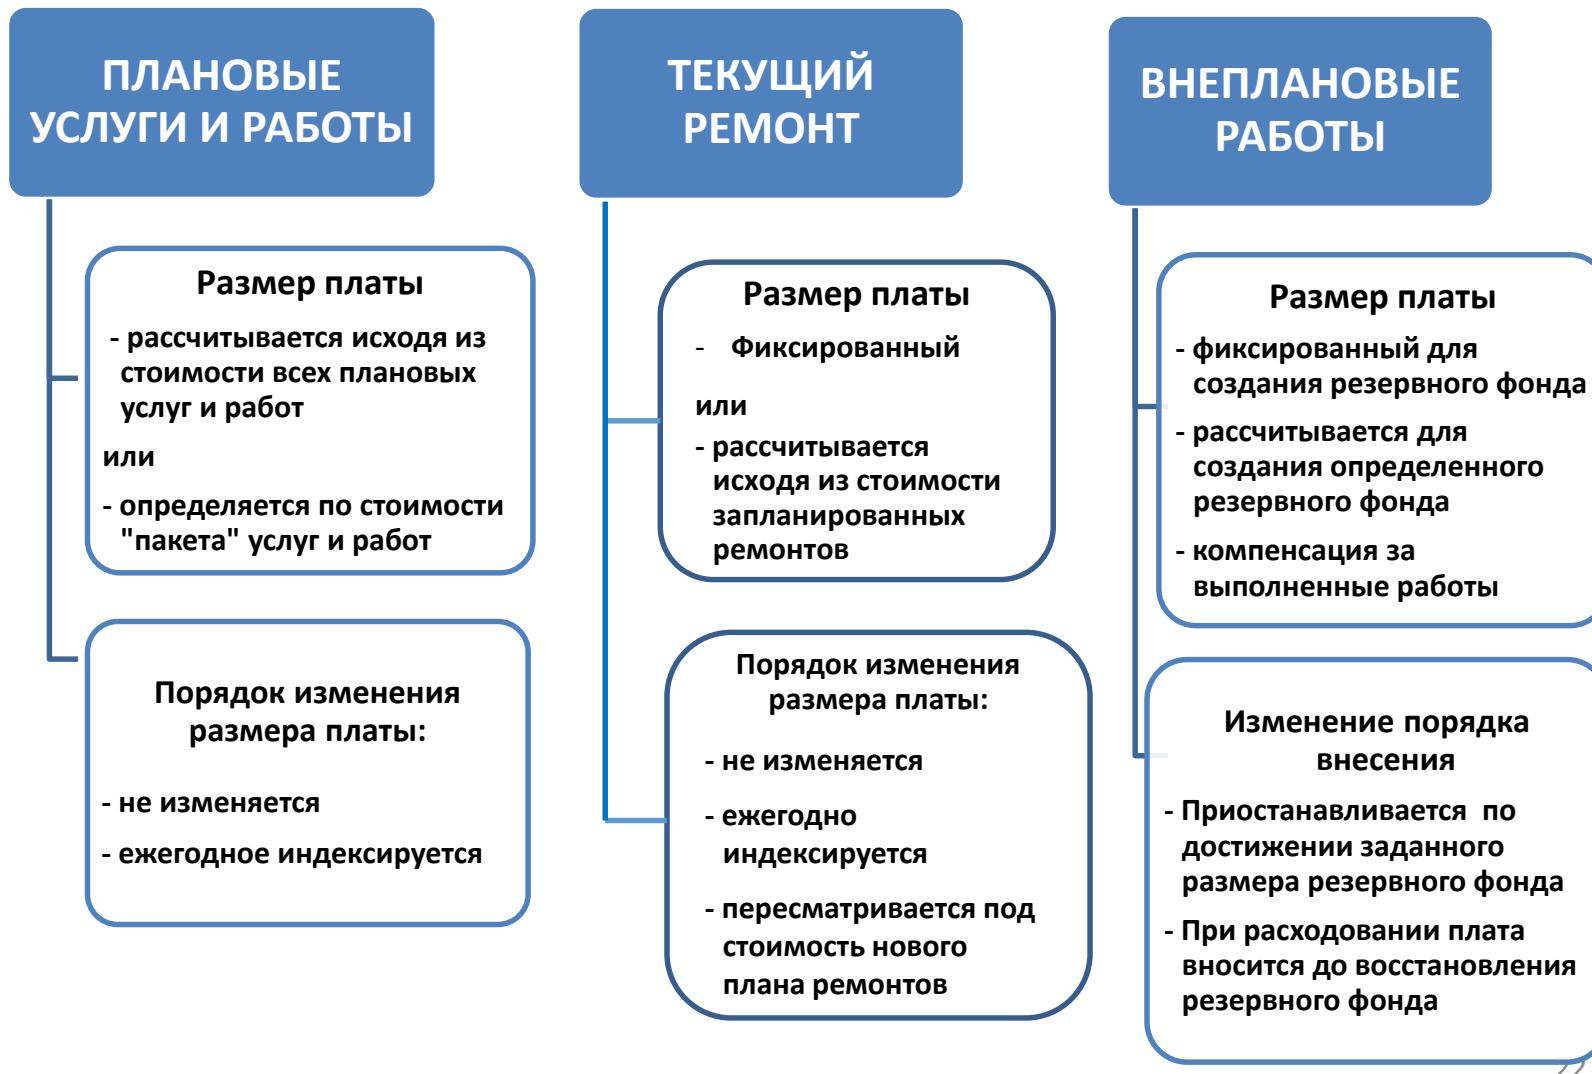 ПЛАНОВЫЕ
УСЛУГИ И РАБОТЫ
Размер платы
- рассчитывается исходя из
стоимости всех плановых
услуг и работ
или
- определяется по стоимости
"пакета" услуг и работ
Порядок изменения
размера платы:
- не изменяется
- ежегодное индексируется
ТЕКУЩИЙ
РЕМОНТ
Размер платы
- Фиксированный
или
- рассчитывается
исходя из стоимости
запланированных
ремонтов
Порядок изменения
размера платы:
- не изменяется
- ежегодно
индексируется
- пересматривается под
стоимость нового
плана ремонтов
ВНЕПЛАНОВЫЕ
РАБОТЫ
Размер платы
- фиксированный для
создания резервного фонда
- рассчитывается для
создания определенного
резервного фонда
- компенсация за
выполненные работы
Изменение порядка
внесения
- Приостанавливается по
достижении заданного
размера резервного фонда
- При расходовании плата
вносится до восстановления
резервного фонда